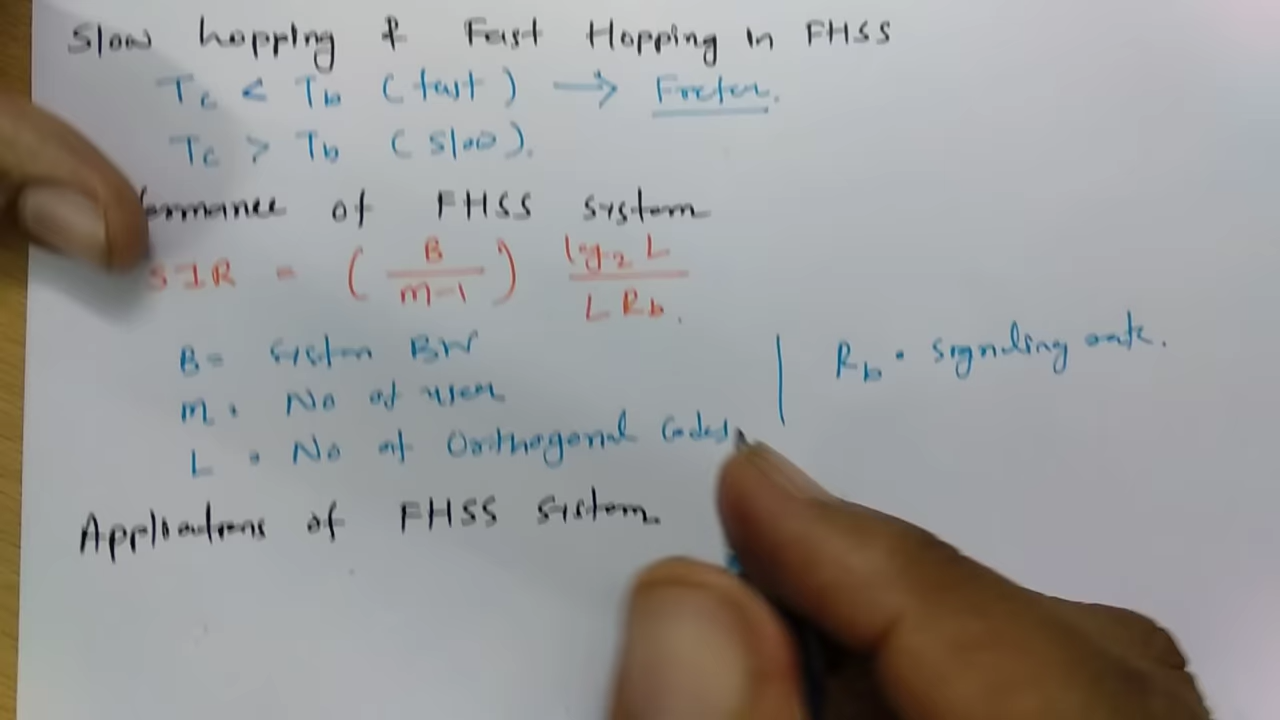 Slow hopping & Fast Hopping in FHSS
Tc < Tb (fast) → Faster.
Tc > Tb (slow).
ormance of FHSS system
SIR = (B / m-1) log2 L / L Rb.
B = system BW
Rb = signaling rate.
m = No of user
L = No of Orthogonal Codes
Applications of FHSS system.